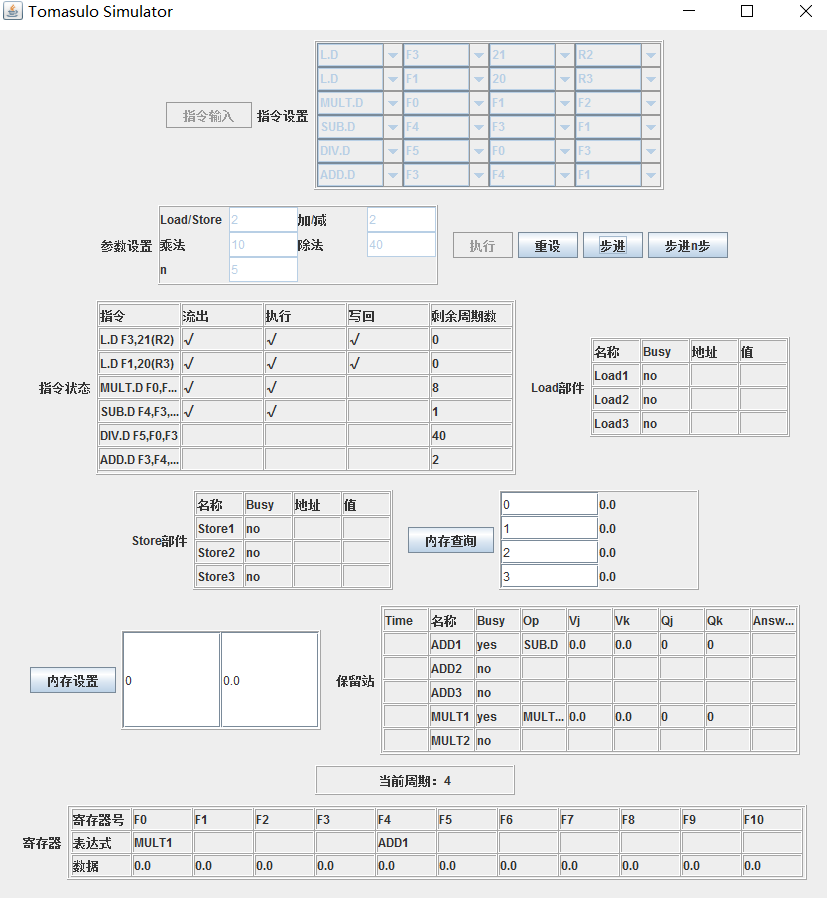 Tomasulo Simulator
L.D F3 21 R2
L.D F1 20 R3
MULT.D F0 F1 F2
指令输入 指令设置
SUB.D F4 F3 F1
DIV.D F5 F0 F3
ADD.D F3 F4 F1
Load/Store 2 加/减 2
参数设置 乘法 10 除法 40 执行 重设 步进 步进n步
n 5
指令 流出 执行 写回 剩余周期数
L.D F3,21(R2) √ √ √ 0
L.D F1,20(R3) √ √ √ 0
指令状态 MULT.D F0,F... √ √ 8
SUB.D F4,F3,... √ √ 1
DIV.D F5,F0,F3 40
ADD.D F3,F4,... 2
名称 Busy 地址 值
Load1 no
Load部件 Load2 no
Load3 no
名称 Busy 地址 值
Store1 no
Store部件 Store2 no
Store3 no
内存查询
0 0.0
1 0.0
2 0.0
3 0.0
内存设置 0 0.0
保留站
Time 名称 Busy Op Vj Vk Qj Qk Answ...
ADD1 yes SUB.D 0.0 0.0 0 0
ADD2 no
ADD3 no
MULT1 yes MULT... 0.0 0.0 0 0
MULT2 no
当前周期：4
寄存器号 F0 F1 F2 F3 F4 F5 F6 F7 F8 F9 F10
寄存器 表达式 MULT1 ADD1
数据 0.0 0.0 0.0 0.0 0.0 0.0 0.0 0.0 0.0 0.0 0.0